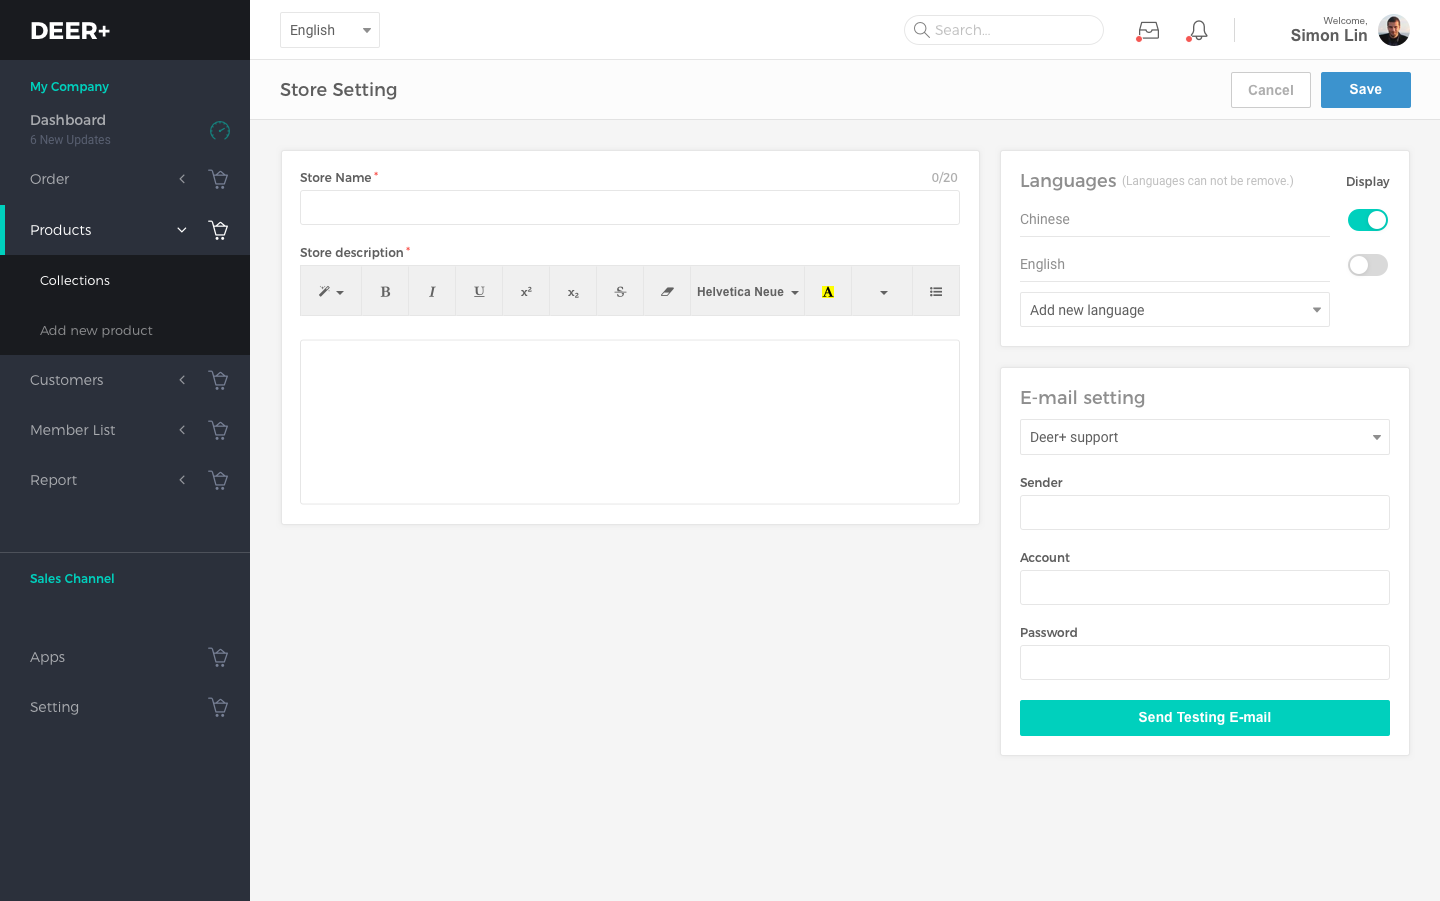 DEER+
English
Search...
Welcome,
Simon Lin
My Company
Dashboard
6 New Updates
Order
Products
Collections
Add new product
Customers
Member List
Report
Sales Channel
Apps
Setting
Store Setting
Cancel
Save
Store Name*
0/20
Store description*
B I U x² x₂ S Helvetica Neue A
Languages (Languages can not be remove.) Display
Chinese
English
Add new language
E-mail setting
Deer+ support
Sender
Account
Password
Send Testing E-mail